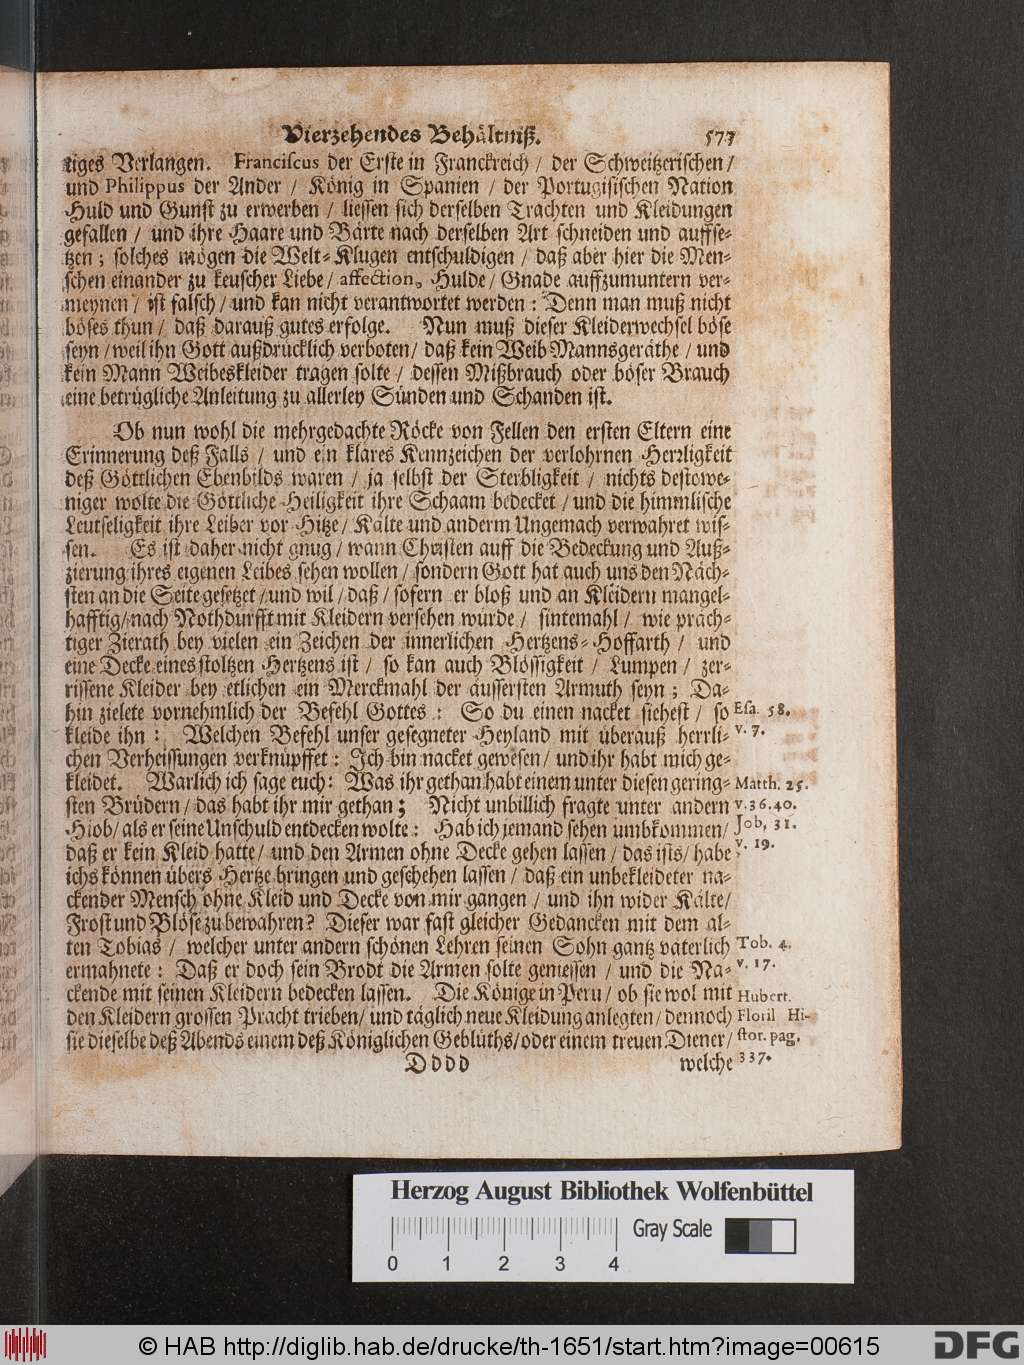 Vierzehendes Behältniß. 577
tiges Verlangen. Franciscus der Erste in Franckreich / der Schweitzerischen /
und Philippus der Ander / König in Spanien / der Portugisischen Nation
Huld und Gunst zu erwerben / liessen sich derselben Trachten und Kleidungen
gefallen / und ihre Haare und Bärte nach derselben Art schneiden und auffse-
tzen ; solches mögen die Welt-Klugen entschuldigen / daß aber hier die Men-
schen einander zu keuscher Liebe / affection, Hulde / Gnade auffzumuntern ver-
meynen / ist falsch / und kan nicht verantwortet werden : Denn man muß nicht
böses thun / daß darauß gutes erfolge. Nun muß dieser Kleiderwechsel böse
seyn / weil ihn Gott außdrücklich verboten / daß kein Weib Mannsgeräthe / und
kein Mann Weibeskleider tragen solte / dessen Mißbrauch oder böser Brauch
eine betrügliche Anleitung zu allerley Sünden und Schanden ist.
Ob nun wohl die mehrgedachte Röcke von Fellen den ersten Eltern eine
Erinnerung deß Falls / und ein klares Kennzeichen der verlohrnen Herrligkeit
deß Göttlichen Ebenbilds waren / ja selbst der Sterbligkeit / nichts destowe-
niger wolte die Göttliche Heiligkeit ihre Schaam bedecket / und die himmlische
Leutseligkeit ihre Leiber vor Hitze / Kälte und anderm Ungemach verwahret wis-
sen. Es ist daher nicht gnug / wann Christen auff die Bedeckung und Auß-
zierung ihres eigenen Leibes sehen wollen / sondern Gott hat auch uns den Näch-
sten an die Seite gesetzet / und wil / daß / sofern er bloß und an Kleidern mangel-
hafftig / nach Nothdurfft mit Kleidern versehen würde / sintemahl / wie präch-
tiger Zierath bey vielen ein Zeichen der innerlichen Hertzens-Hoffarth / und
eine Decke eines stoltzen Hertzens ist / so kan auch Blössigkeit / Lumpen / zer-
rissene Kleider bey etlichen ein Merckmahl der äussersten Armuth seyn ; Da-
hin zielete vornehmlich der Befehl Gottes : So du einen nacket siehest / so Esa. 58.
kleide ihn : Welchen Befehl unser gesegneter Heyland mit überauß herrli- v. 7.
chen Verheissungen verknüpffet : Ich bin nacket gewesen / und ihr habt mich ge-
kleidet. Warlich ich sage euch : Was ihr gethan habt einem unter diesen gering- Matth. 25.
sten Brüdern / das habt ihr mir gethan ; Nicht unbillich fragte unter andern v. 36. 40.
Hiob / als er seine Unschuld entdecken wolte : Hab ich jemand sehen umbkommen / Job, 31.
daß er kein Kleid hatte / und den Armen ohne Decke gehen lassen / das ists / habe v. 19.
ichs können übers Hertze bringen und geschehen lassen / daß ein unbekleideter na-
ckender Mensch ohne Kleid und Decke von mir gangen / und ihn wider Kälte /
Frost und Blöse zu bewahren? Dieser war fast gleicher Gedancken mit dem al-
ten Tobias / welcher unter andern schönen Lehren seinen Sohn gantz vaterlich Tob. 4.
ermahnete : Daß er doch sein Brodt die Armen solte geniessen / und die Na- v. 17.
ckende mit seinen Kleidern bedecken lassen. Die Könige in Peru / ob sie wol mit Hubert.
den Kleidern grossen Pracht trieben / und täglich neue Kleidung anlegten / dennoch Floril Hi-
sie dieselbe deß Abends einem deß Königlichen Geblüths / oder einem treuen Diener / stor. pag.
Dddd welche 337.
Herzog August Bibliothek Wolfenbüttel
Gray Scale
0 1 2 3 4
© HAB http://diglib.hab.de/drucke/th-1651/start.htm?image=00615
DFG